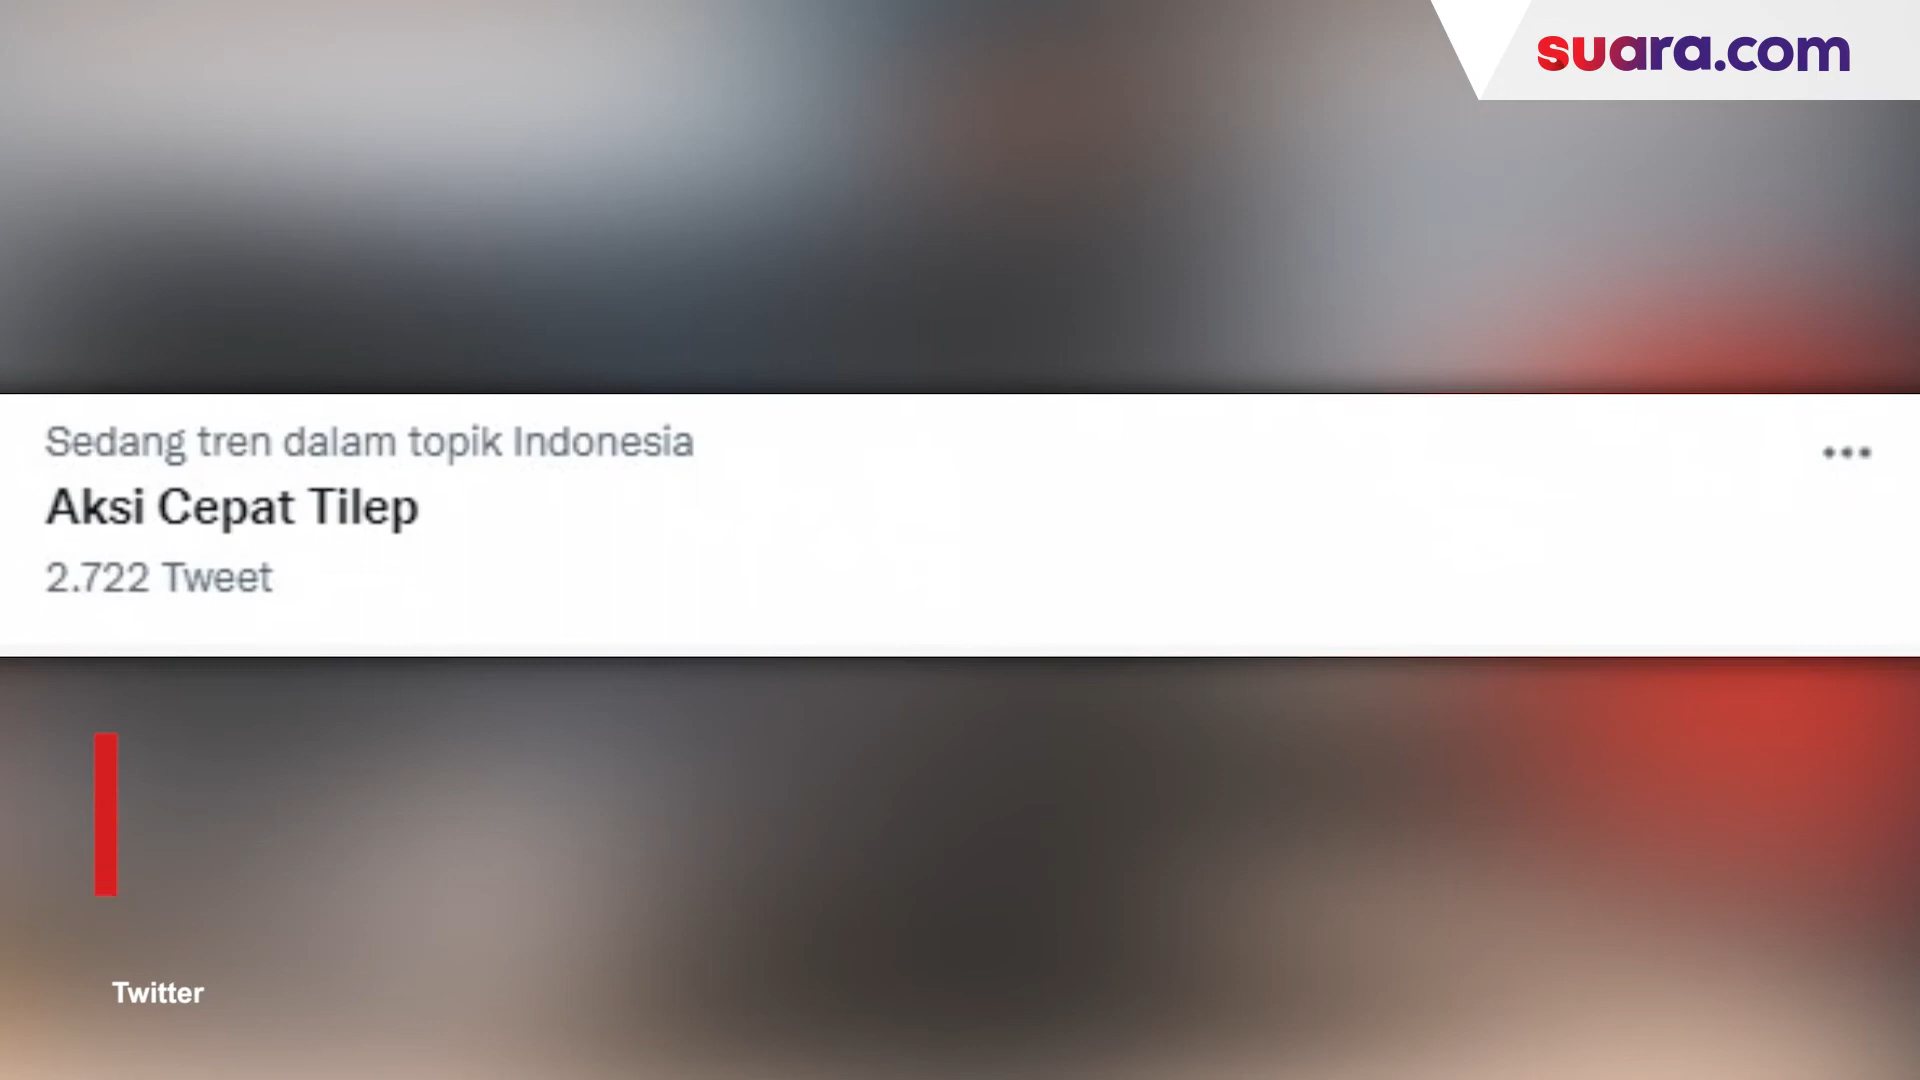 suara.com
Sedang tren dalam topik Indonesia
Aksi Cepat Tilep
2.722 Tweet
Twitter